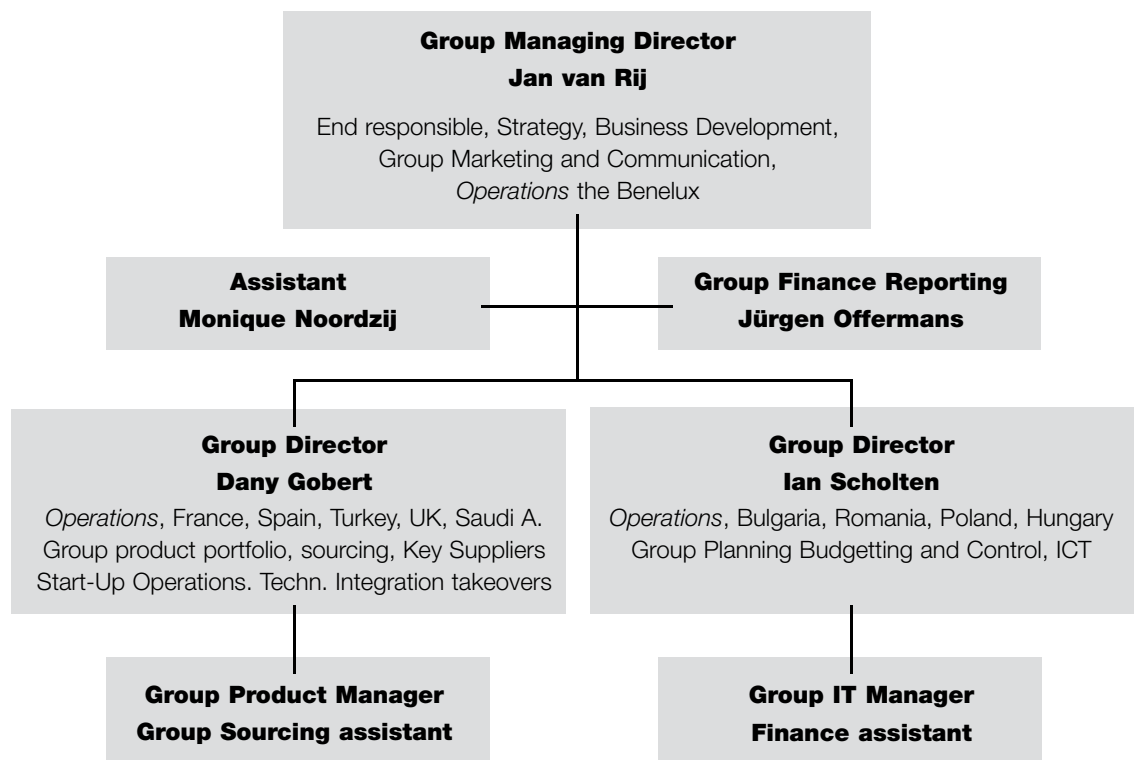 Group Managing Director
Jan van Rij
End responsible, Strategy, Business Development,
Group Marketing and Communication,
Operations the Benelux
Assistant
Monique Noordzij
Group Finance Reporting
Jürgen Offermans
Group Director
Dany Gobert
Operations, France, Spain, Turkey, UK, Saudi A.
Group product portfolio, sourcing, Key Suppliers
Start-Up Operations. Techn. Integration takeovers
Group Director
Ian Scholten
Operations, Bulgaria, Romania, Poland, Hungary
Group Planning Budgetting and Control, ICT
Group Product Manager
Group Sourcing assistant
Group IT Manager
Finance assistant